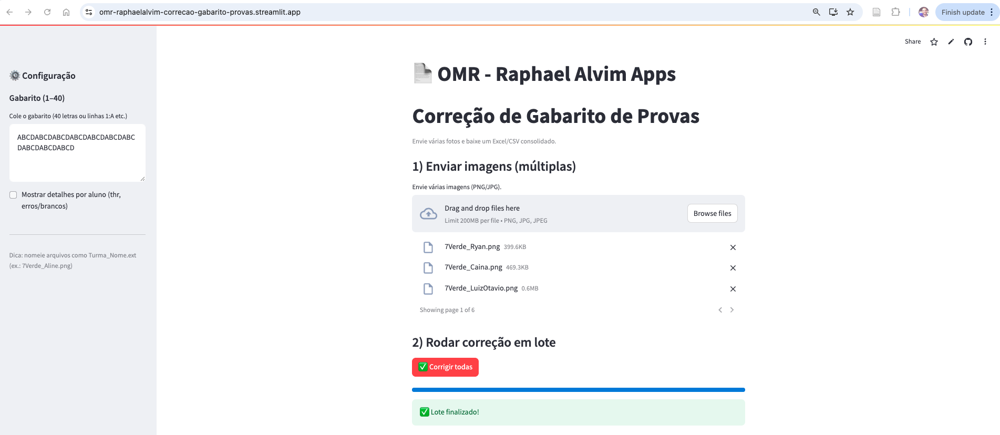 omr-raphaelalvim-correcao-gabarito-provas.streamlit.app
Finish update
Share
Configuração
Gabarito (1–40)
Cole o gabarito (40 letras ou linhas 1:A etc.)
ABCDABCDABCDABCDABCDABCDABC
DABCDABCDABCD
Mostrar detalhes por aluno (thr,
erros/brancos)
Dica: nomeie arquivos como Turma_Nome.ext
(ex.: 7Verde_Aline.png)
OMR - Raphael Alvim Apps
Correção de Gabarito de Provas
Envie várias fotos e baixe um Excel/CSV consolidado.
1) Enviar imagens (múltiplas)
Envie várias imagens (PNG/JPG).
Drag and drop files here
Limit 200MB per file • PNG, JPG, JPEG
Browse files
7Verde_Ryan.png 399.6KB
7Verde_Caina.png 469.3KB
7Verde_LuizOtavio.png 0.6MB
Showing page 1 of 6
2) Rodar correção em lote
✅ Corrigir todas
✅ Lote finalizado!